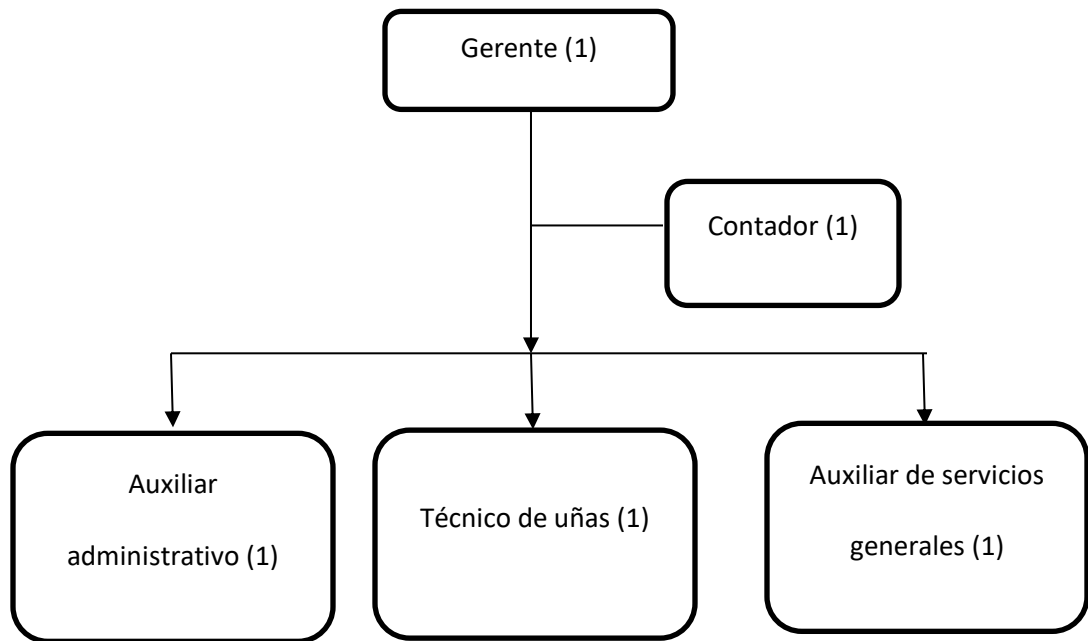 Gerente (1)
Contador (1)
Auxiliar
administrativo (1)
Técnico de uñas (1)
Auxiliar de servicios
generales (1)